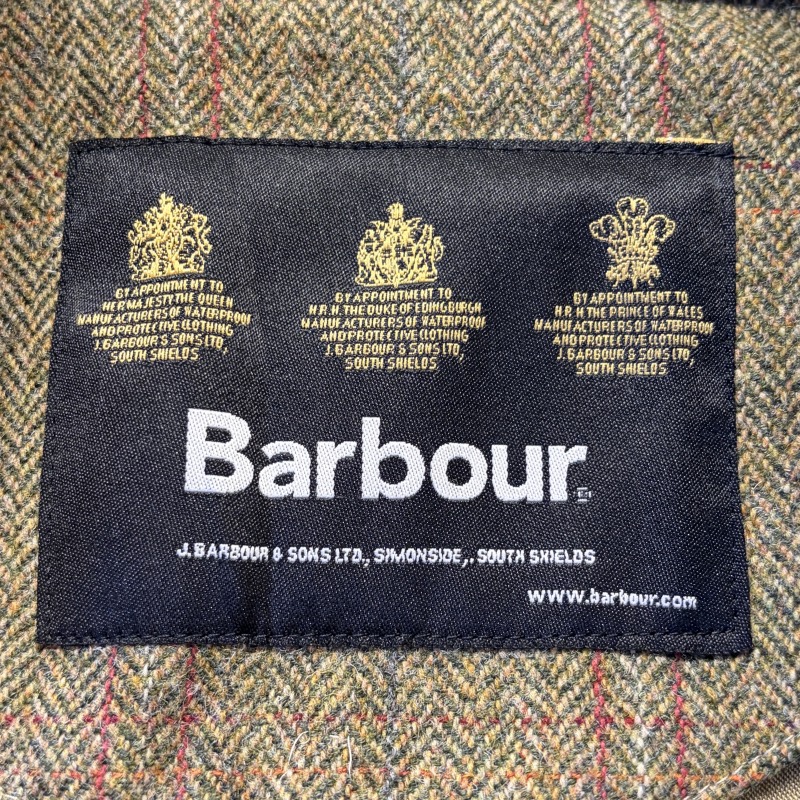 BY APPOINTMENT TO
HER MAJESTY THE QUEEN
MANUFACTURERS OF WATERPROOF
AND PROTECTIVE CLOTHING
J. BARBOUR & SONS LTD,
SOUTH SHIELDS
BY APPOINTMENT TO
H.R.H. THE DUKE OF EDINBURGH
MANUFACTURERS OF WATERPROOF
AND PROTECTIVE CLOTHING
J. BARBOUR & SONS LTD,
SOUTH SHIELDS
BY APPOINTMENT TO
H.R.H. THE PRINCE OF WALES
MANUFACTURERS OF WATERPROOF
AND PROTECTIVE CLOTHING
J. BARBOUR & SONS LTD,
SOUTH SHIELDS
Barbour
J. BARBOUR & SONS LTD., SIMONSIDE,. SOUTH SHIELDS
www.barbour.com